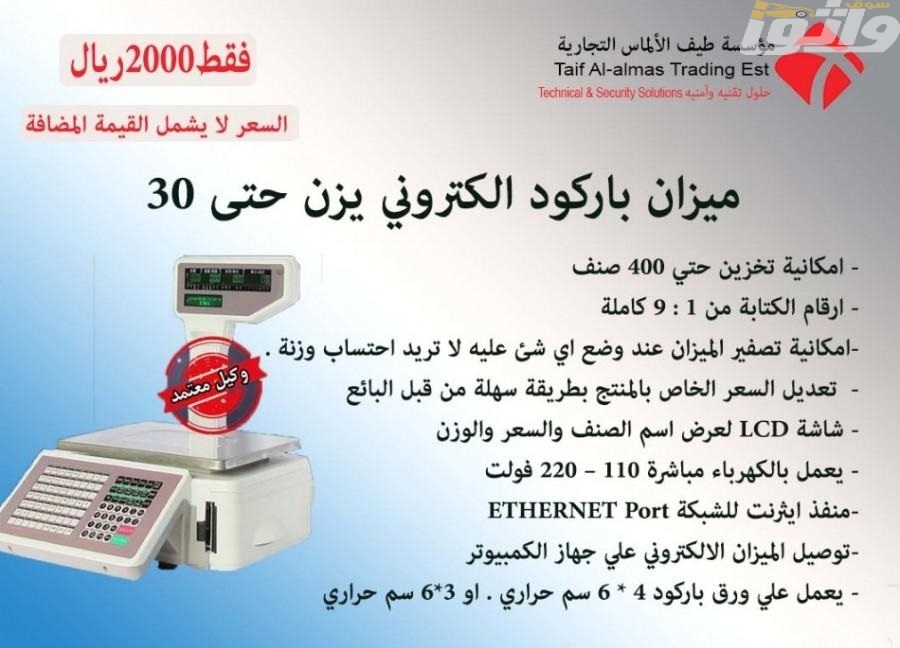 سوق
واثق
مؤسسة طيف الألماس التجارية
Taif Al-almas Trading Est
Technical & Security Solutions حلول تقنيه وأمنيه
فقط2000ريال
السعر لا يشمل القيمة المضافة
ميزان باركود الكتروني يزن حتى 30
- امكانية تخزين حتي 400 صنف
- ارقام الكتابة من 1 : 9 كاملة
-امكانية تصفير الميزان عند وضع اي شئ عليه لا تريد احتساب وزنة .
- تعديل السعر الخاص بالمنتج بطريقة سهلة من قبل البائع
- شاشة LCD لعرض اسم الصنف والسعر والوزن
- يعمل بالكهرباء مباشرة 110 – 220 فولت
-منفذ ايثرنت للشبكة ETHERNET Port
-توصيل الميزان الالكتروني علي جهاز الكمبيوتر
- يعمل علي ورق باركود 4 * 6 سم حراري . او 3*6 سم حراري
وكيل معتمد